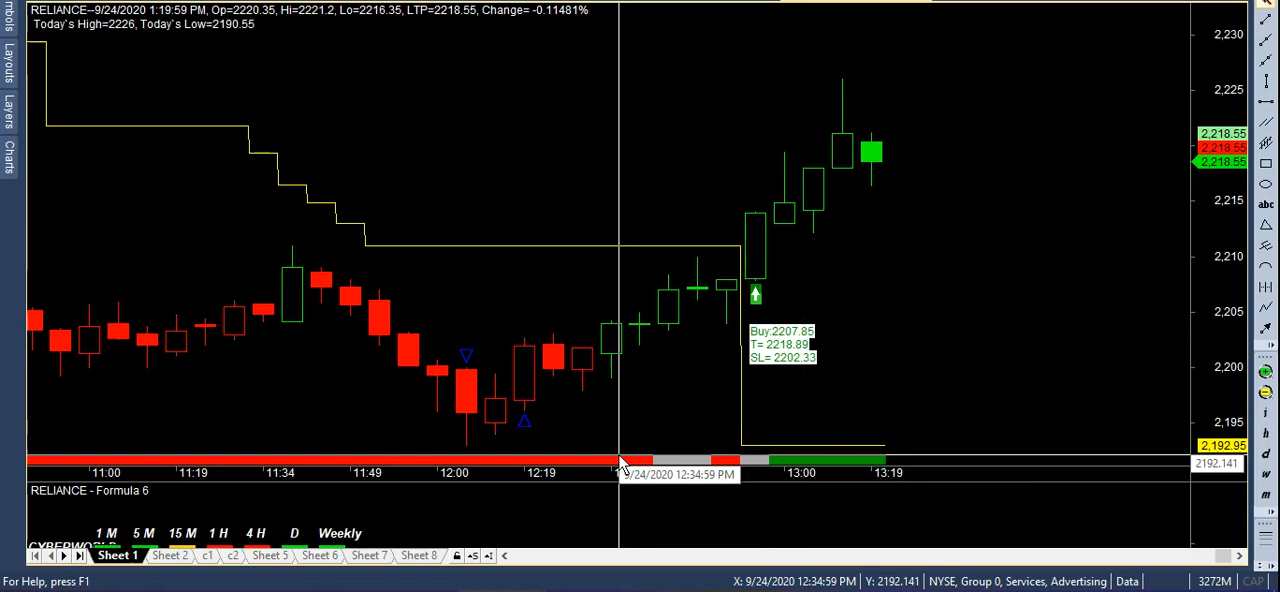 RELIANCE--9/24/2020 1:19:59 PM, Op=2220.35, Hi=2221.2, Lo=2216.35, LTP=2218.55, Change= -0.11481%
Today`s High=2226, Today`s Low=2190.55
Layouts
Layers
Charts
2,230
2,225
2,218.55
2,218.55
2,218.55
2,215
2,210
2,205
2,200
2,195
2,192.95
2192.141
Buy:2207.85
T= 2218.89
SL= 2202.33
11:00 11:19 11:34 11:49 12:00 12:19 13:00 13:19
9/24/2020 12:34:59 PM
RELIANCE - Formula 6
1 M 5 M 15 M 1 H 4 H D Weekly
Sheet 1 Sheet 2 c1 c2 Sheet 5 Sheet 6 Sheet 7 Sheet 8
abc
i
h
d
w
m
For Help, press F1
X: 9/24/2020 12:34:59 PM Y: 2192.141 NYSE, Group 0, Services, Advertising Data 3272M CAP